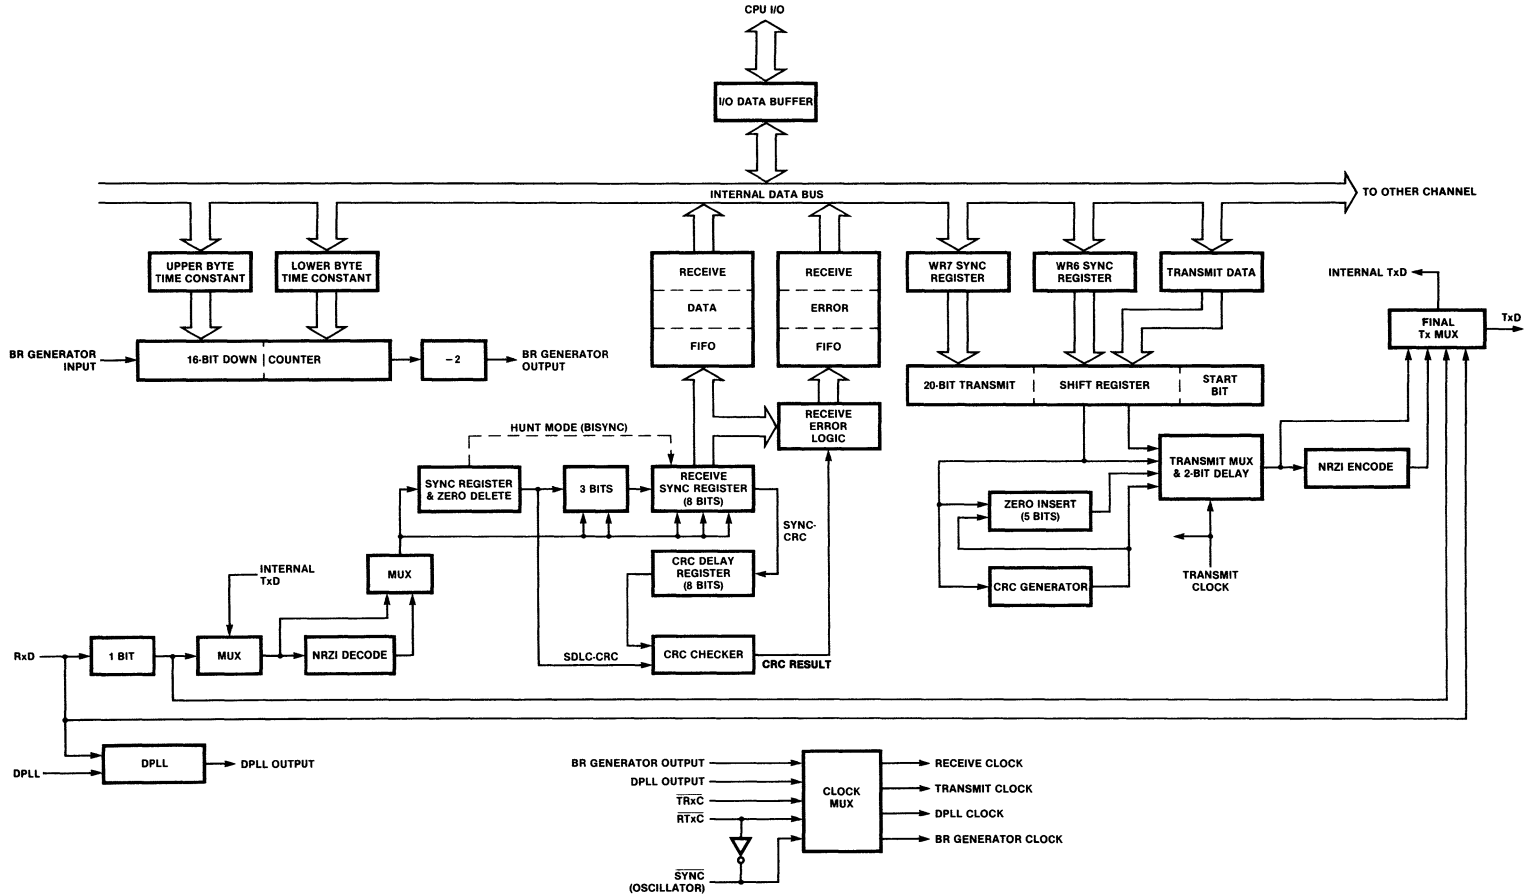 CPU I/O
I/O DATA BUFFER
INTERNAL DATA BUS
TO OTHER CHANNEL
UPPER BYTE
TIME CONSTANT
LOWER BYTE
TIME CONSTANT
RECEIVE
DATA
FIFO
RECEIVE
ERROR
FIFO
WR7 SYNC
REGISTER
WR6 SYNC
REGISTER
TRANSMIT DATA
INTERNAL TxD
FINAL
Tx MUX
TxD
BR GENERATOR
INPUT
16-BIT DOWN COUNTER
–2
BR GENERATOR
OUTPUT
20-BIT TRANSMIT SHIFT REGISTER
START
BIT
HUNT MODE (BISYNC)
RECEIVE
ERROR
LOGIC
SYNC REGISTER
& ZERO DELETE
3 BITS
RECEIVE
SYNC REGISTER
(8 BITS)
TRANSMIT MUX
& 2-BIT DELAY
NRZI ENCODE
SYNC-
CRC
ZERO INSERT
(5 BITS)
CRC DELAY
REGISTER
(8 BITS)
INTERNAL
TxD
MUX
CRC GENERATOR
TRANSMIT
CLOCK
RxD
1 BIT
MUX
NRZI DECODE
SDLC-CRC
CRC CHECKER
CRC RESULT
DPLL
DPLL
DPLL OUTPUT
BR GENERATOR OUTPUT
DPLL OUTPUT
TRxC
RTxC
SYNC
(OSCILLATOR)
CLOCK
MUX
RECEIVE CLOCK
TRANSMIT CLOCK
DPLL CLOCK
BR GENERATOR CLOCK